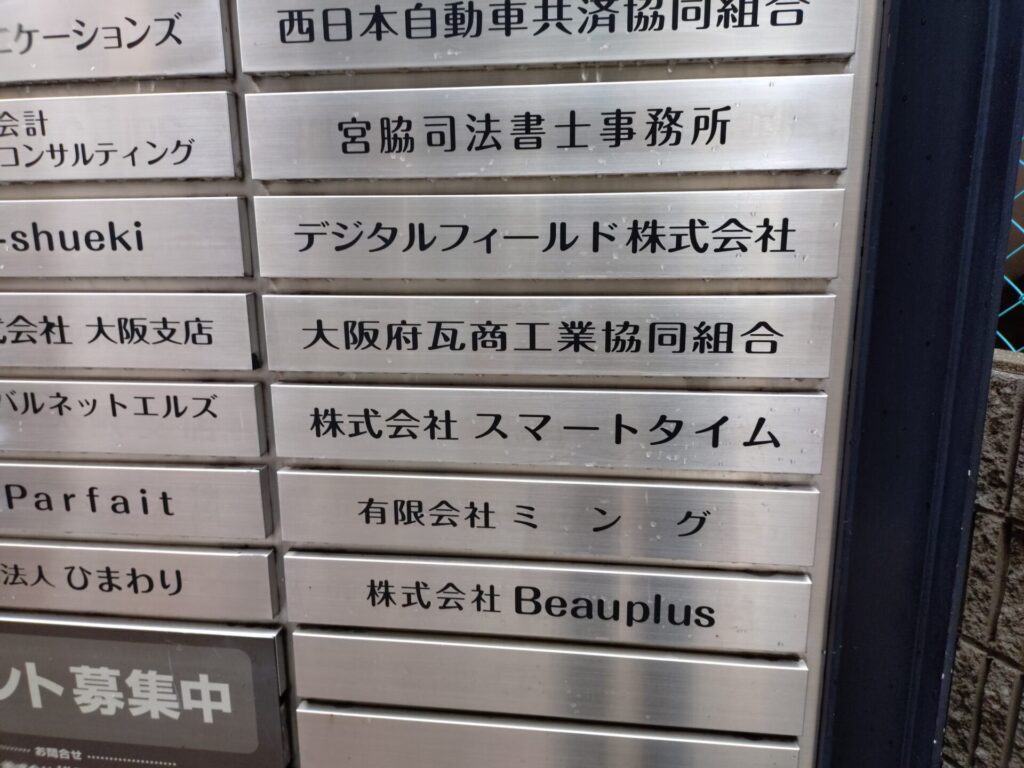 ニケーションズ
会計
コンサルティング
-shueki
式会社 大阪支店
バルネットエルズ
Parfait
法人 ひまわり
ント募集中
お問合せ
西日本自動車共済協同組合
宮脇司法書士事務所
デジタルフィールド株式会社
大阪府瓦商工業協同組合
株式会社 スマートタイム
有限会社 ミング
株式会社 Beauplus